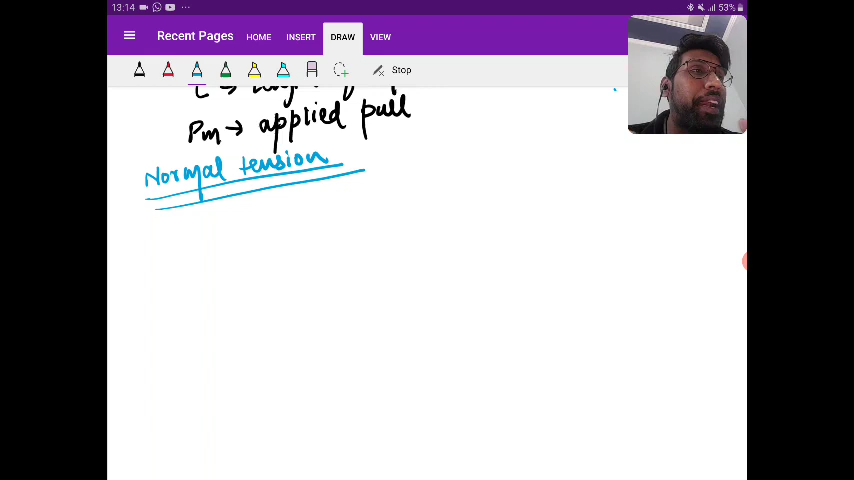 13:14 53%
Recent Pages HOME INSERT DRAW VIEW
Stop
L →
Pm → applied pull
Normal tension